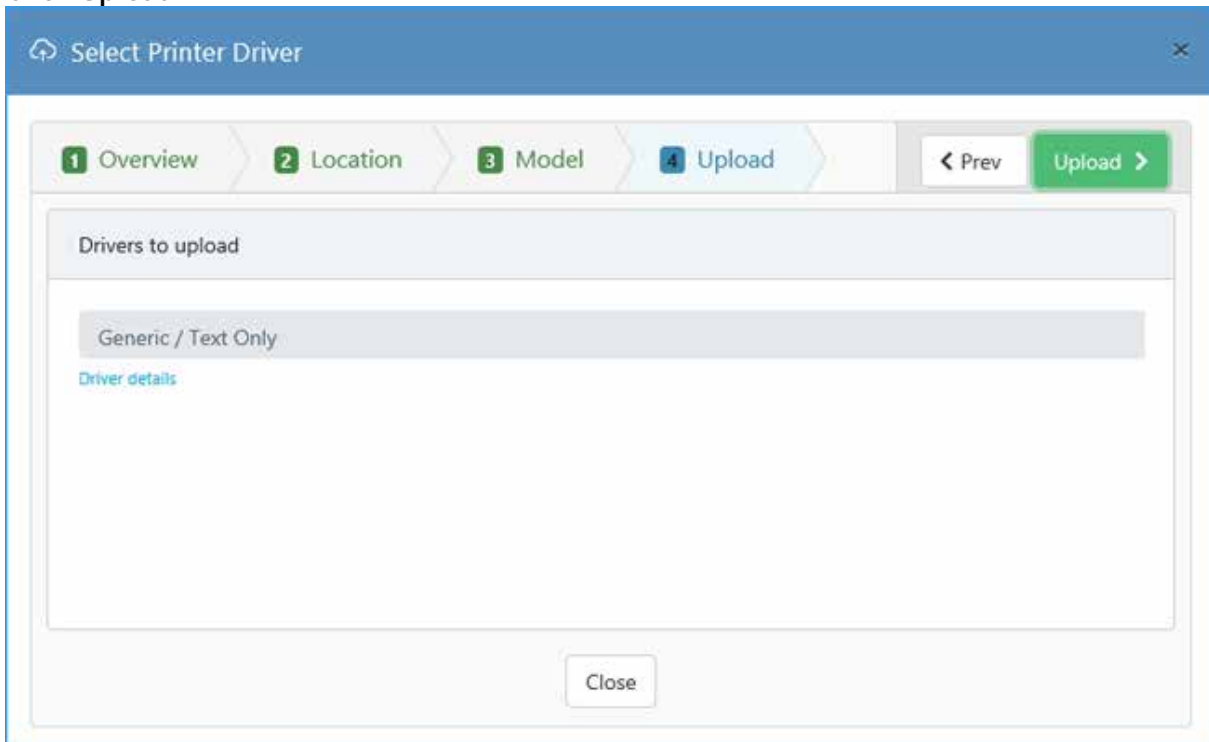 Select Printer Driver ×
1 Overview 2 Location 3 Model 4 Upload Prev Upload
Drivers to upload
Generic / Text Only
Driver details
Close